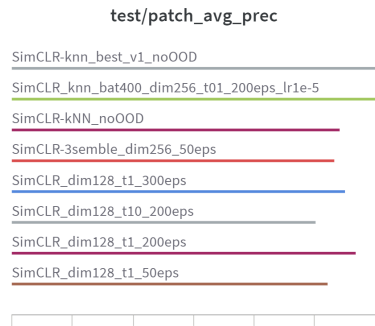 test/patch_avg_prec
SimCLR-knn_best_v1_noOOD
SimCLR_knn_bat400_dim256_t01_200eps_lr1e-5
SimCLR-kNN_noOOD
SimCLR-3semble_dim256_50eps
SimCLR_dim128_t1_300eps
SimCLR_dim128_t10_200eps
SimCLR_dim128_t1_200eps
SimCLR_dim128_t1_50eps